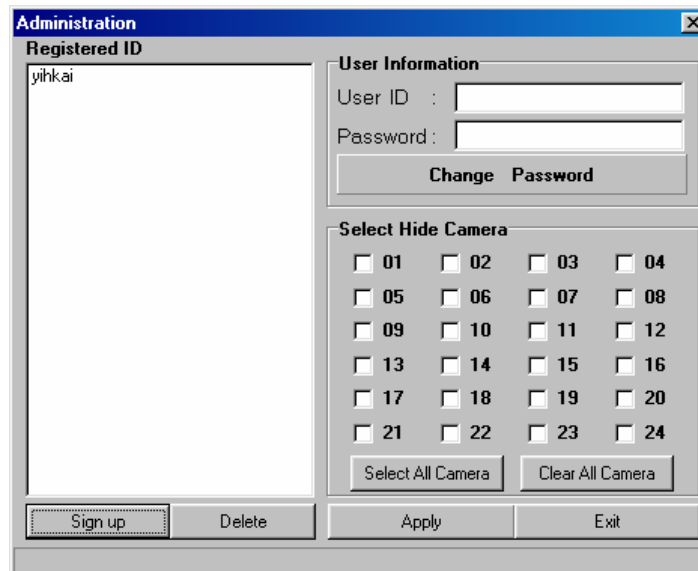 Administration
Registered ID
yihkai
User Information
User ID :
Password :
Change Password
Select Hide Camera
01 02 03 04
05 06 07 08
09 10 11 12
13 14 15 16
17 18 19 20
21 22 23 24
Select All Camera Clear All Camera
Sign up Delete Apply Exit